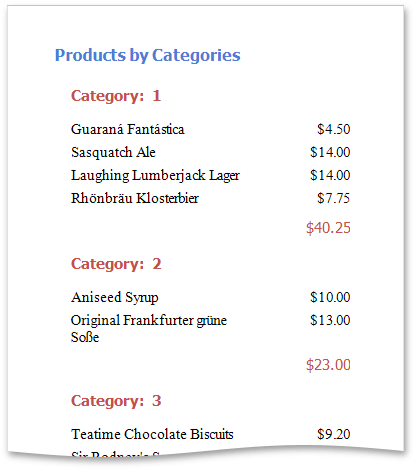 Products by Categories
Category: 1
Guaraná Fantástica $4.50
Sasquatch Ale $14.00
Laughing Lumberjack Lager $14.00
Rhönbräu Klosterbier $7.75
$40.25
Category: 2
Aniseed Syrup $10.00
Original Frankfurter grüne $13.00
Soße
$23.00
Category: 3
Teatime Chocolate Biscuits $9.20
Sir Rodney's